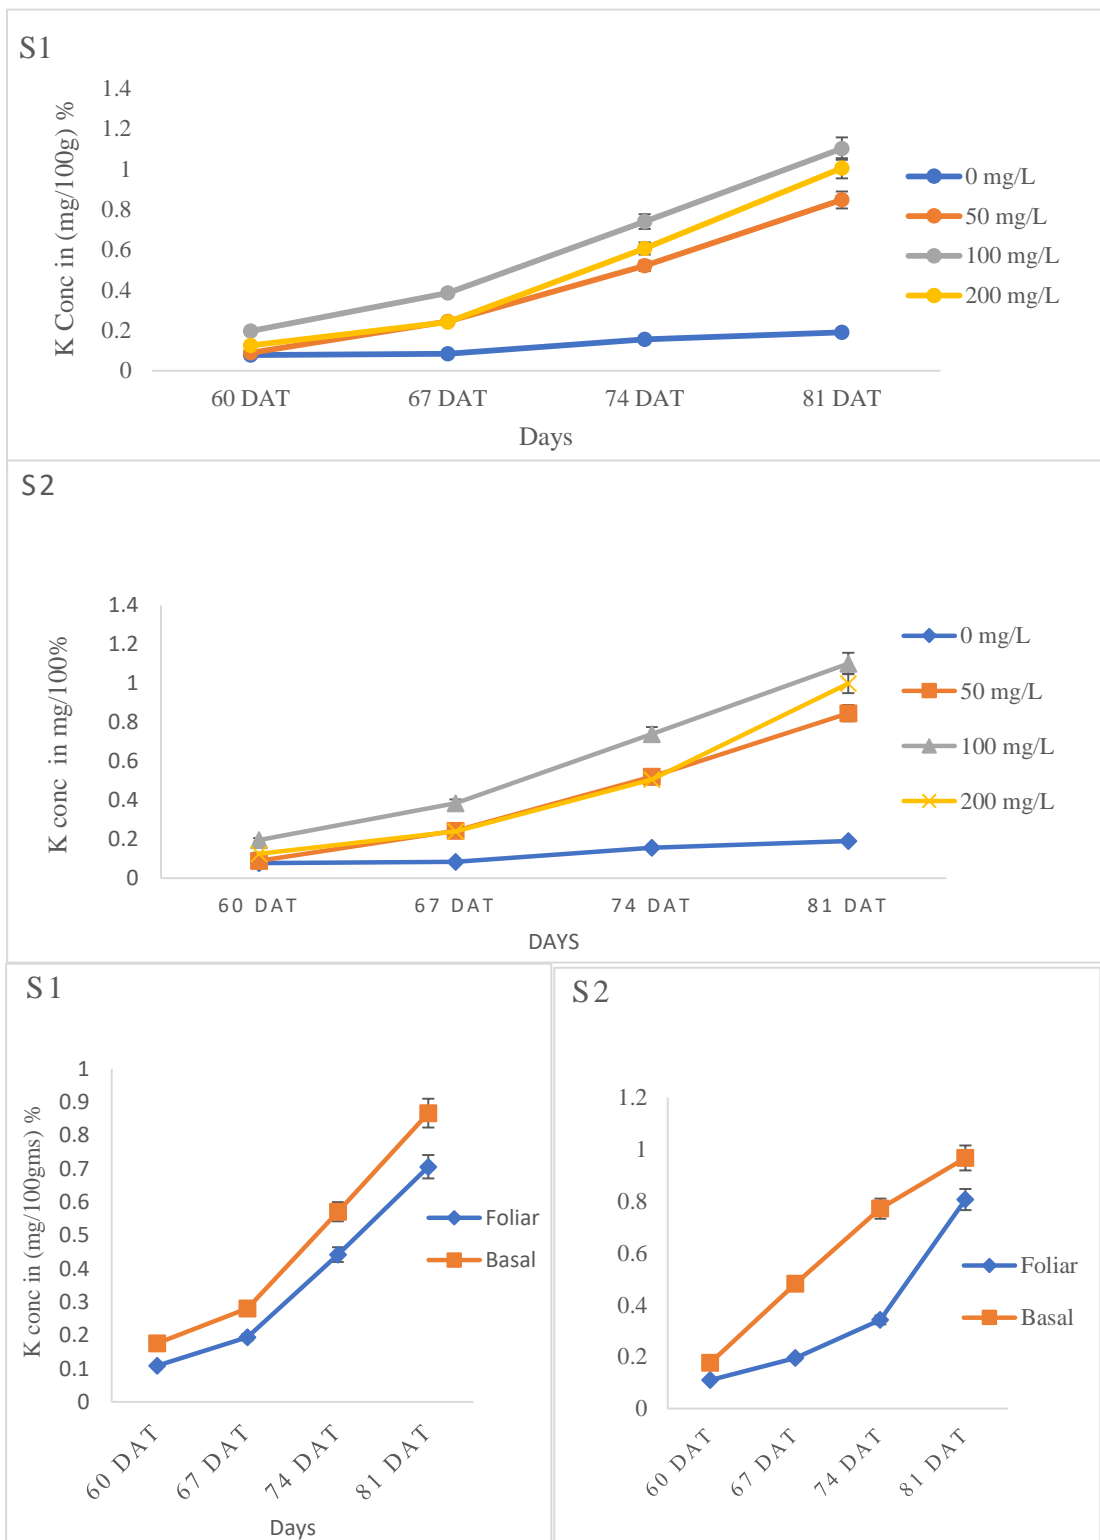 S1
K Conc in (mg/100g) %
1.4
1.2
1
0.8
0.6
0.4
0.2
0
60 DAT 67 DAT 74 DAT 81 DAT
Days
0 mg/L
50 mg/L
100 mg/L
200 mg/L
S2
K conc in mg/100%
1.4
1.2
1
0.8
0.6
0.4
0.2
0
60 DAT 67 DAT 74 DAT 81 DAT
DAYS
0 mg/L
50 mg/L
100 mg/L
200 mg/L
S1
K conc in (mg/100gms) %
1
0.9
0.8
0.7
0.6
0.5
0.4
0.3
0.2
0.1
0
60 DAT 67 DAT 74 DAT 81 DAT
Days
Foliar
Basal
S2
1.2
1
0.8
0.6
0.4
0.2
0
60 DAT 67 DAT 74 DAT 81 DAT
Foliar
Basal